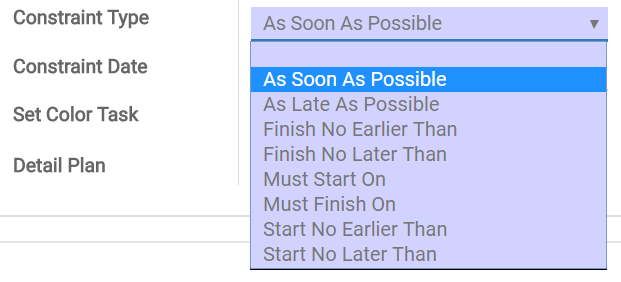 Constraint Type
As Soon As Possible
Constraint Date
Set Color Task
Detail Plan
As Soon As Possible
As Late As Possible
Finish No Earlier Than
Finish No Later Than
Must Start On
Must Finish On
Start No Earlier Than
Start No Later Than